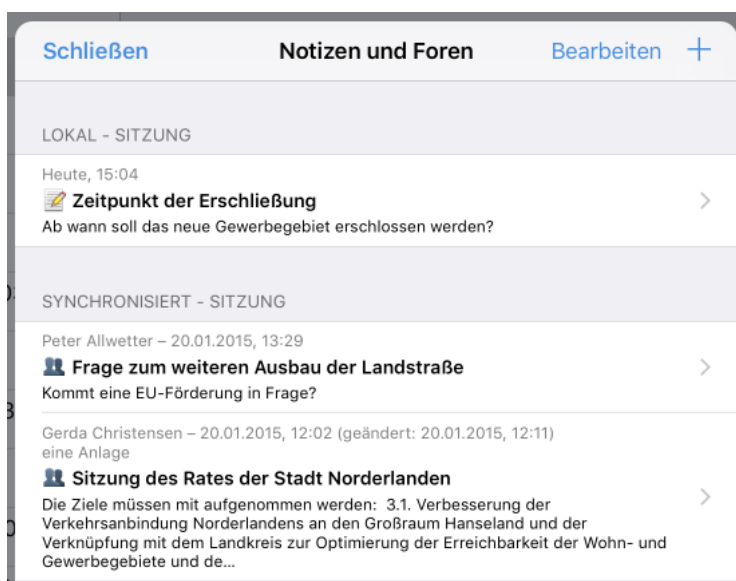 Schließen Notizen und Foren Bearbeiten +
LOKAL - SITZUNG
Heute, 15:04
Zeitpunkt der Erschließung
Ab wann soll das neue Gewerbegebiet erschlossen werden?
SYNCHRONISIERT - SITZUNG
Peter Allwetter – 20.01.2015, 13:29
Frage zum weiteren Ausbau der Landstraße
Kommt eine EU-Förderung in Frage?
Gerda Christensen – 20.01.2015, 12:02 (geändert: 20.01.2015, 12:11)
eine Anlage
Sitzung des Rates der Stadt Norderlanden
Die Ziele müssen mit aufgenommen werden:  3.1. Verbesserung der
Verkehrsanbindung Norderlandens an den Großraum Hanseland und der
Verknüpfung mit dem Landkreis zur Optimierung der Erreichbarkeit der Wohn- und
Gewerbegebiete und de...